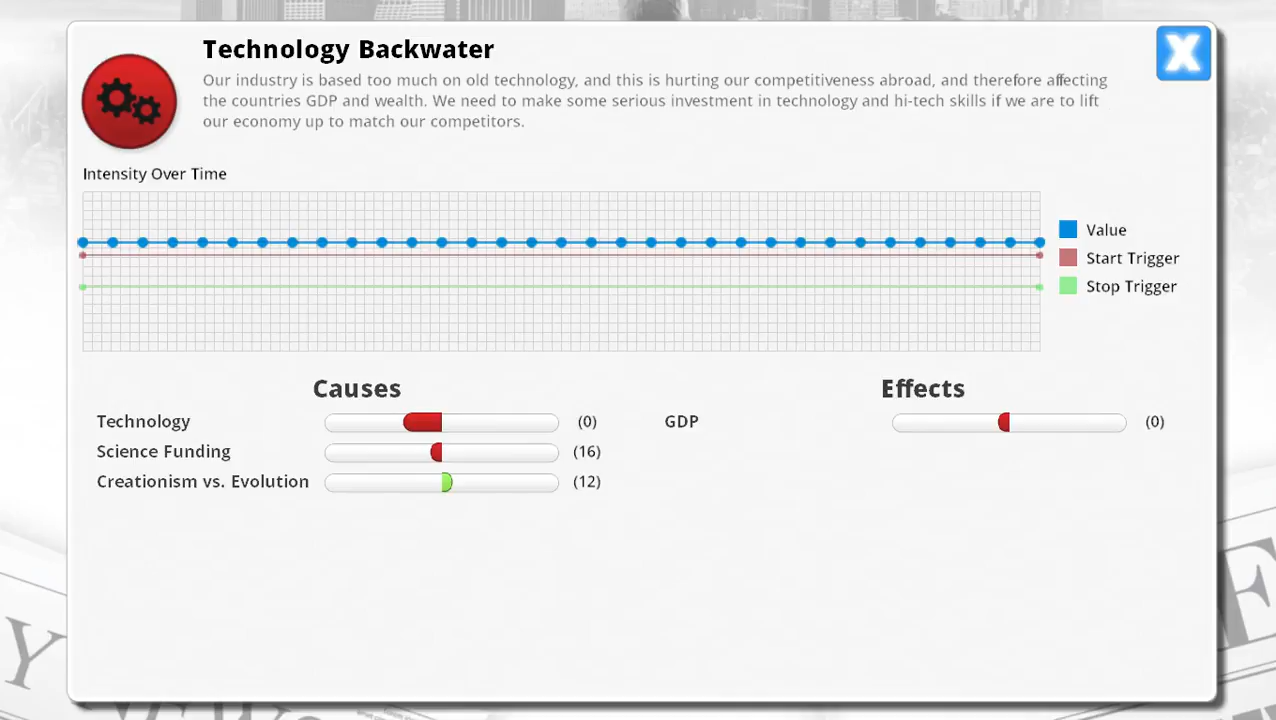 Technology Backwater
Our industry is based too much on old technology, and this is hurting our competitiveness abroad, and therefore affecting
the countries GDP and wealth. We need to make some serious investment in technology and hi-tech skills if we are to lift
our economy up to match our competitors.
X
Intensity Over Time
Value
Start Trigger
Stop Trigger
Causes
Effects
Technology (0) GDP (0)
Science Funding (16)
Creationism vs. Evolution (12)